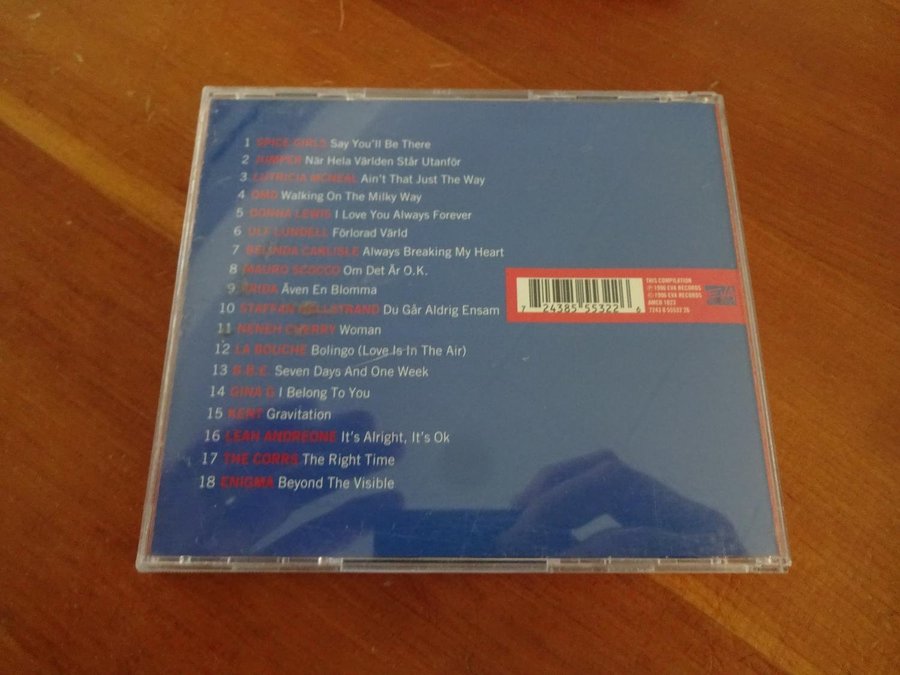 1 SPICE GIRLS Say You'll Be There
2 JUMPER När Hela Världen Står Utanför
3 LUTRICIA MCNEAL Ain't That Just The Way
4 OMD Walking On The Milky Way
5 DONNA LEWIS I Love You Always Forever
6 ULF LUNDELL Förlorad Värld
7 BELINDA CARLISLE Always Breaking My Heart
8 MAURO SCOCCO Om Det Är O.K.
9 FRIDA Även En Blomma
10 STAFFAN HELLSTRAND Du Går Aldrig Ensam
11 NENEH CHERRY Woman
12 LA BOUCHE Bolingo (Love Is In The Air)
13 B.B.E. Seven Days And One Week
14 GINA G I Belong To You
15 KENT Gravitation
16 LEAH ANDREONE It's Alright, It's Ok
17 THE CORRS The Right Time
18 ENIGMA Beyond The Visible
THIS COMPILATION
℗ 1996 EVA RECORDS
© 1996 EVA RECORDS
7 24385 55322 6